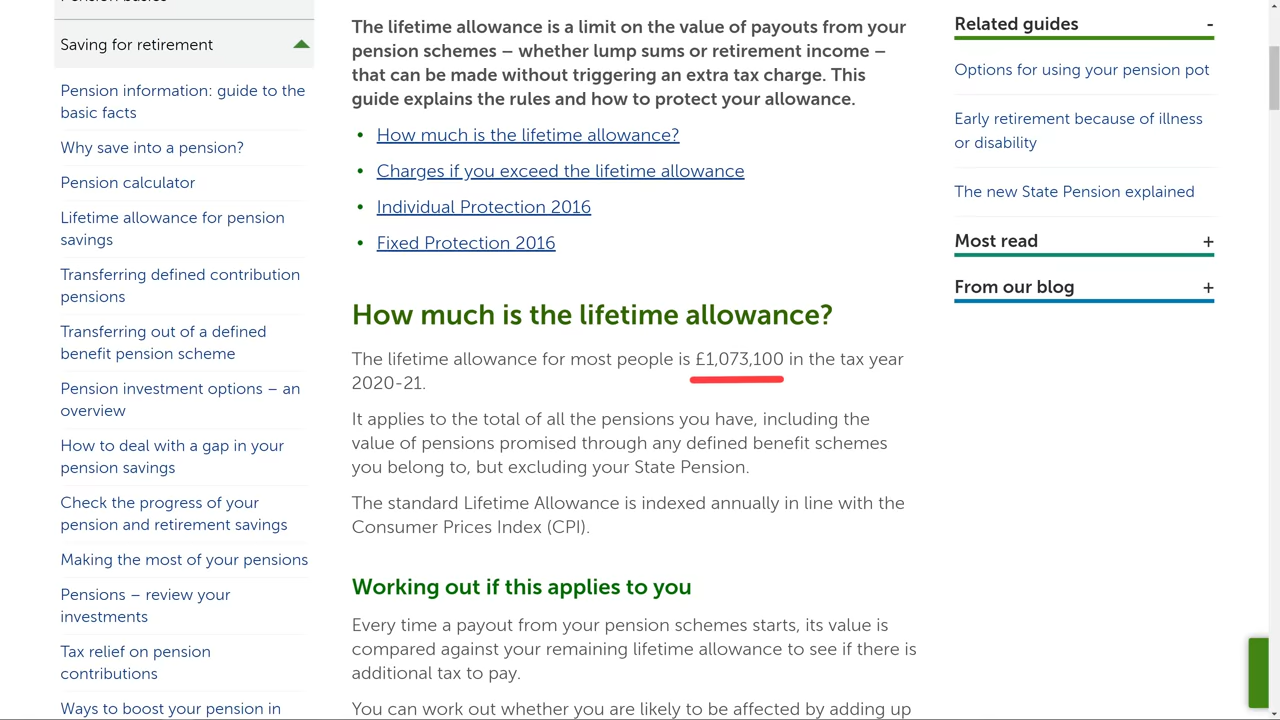 Saving for retirement
Pension information: guide to the
basic facts
Why save into a pension?
Pension calculator
Lifetime allowance for pension
savings
Transferring defined contribution
pensions
Transferring out of a defined
benefit pension scheme
Pension investment options – an
overview
How to deal with a gap in your
pension savings
Check the progress of your
pension and retirement savings
Making the most of your pensions
Pensions – review your
investments
Tax relief on pension
contributions
Ways to boost your pension in
The lifetime allowance is a limit on the value of payouts from your
pension schemes – whether lump sums or retirement income –
that can be made without triggering an extra tax charge. This
guide explains the rules and how to protect your allowance.
• How much is the lifetime allowance?
• Charges if you exceed the lifetime allowance
• Individual Protection 2016
• Fixed Protection 2016
How much is the lifetime allowance?
The lifetime allowance for most people is £1,073,100 in the tax year
2020-21.
It applies to the total of all the pensions you have, including the
value of pensions promised through any defined benefit schemes
you belong to, but excluding your State Pension.
The standard Lifetime Allowance is indexed annually in line with the
Consumer Prices Index (CPI).
Working out if this applies to you
Every time a payout from your pension schemes starts, its value is
compared against your remaining lifetime allowance to see if there is
additional tax to pay.
You can work out whether you are likely to be affected by adding up
Related guides -
Options for using your pension pot
Early retirement because of illness
or disability
The new State Pension explained
Most read +
From our blog +